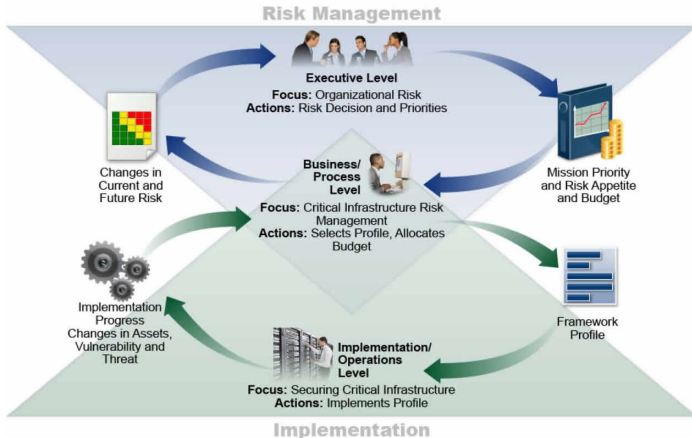 Risk Management
Executive Level
Focus: Organizational Risk
Actions: Risk Decision and Priorities
Changes in
Current and
Future Risk
Mission Priority
and Risk Appetite
and Budget
Business/
Process
Level
Focus: Critical Infrastructure Risk
Management
Actions: Selects Profile, Allocates
Budget
Implementation
Progress
Changes in Assets,
Vulnerability and
Threat
Framework
Profile
Implementation/
Operations
Level
Focus: Securing Critical Infrastructure
Actions: Implements Profile
Implementation